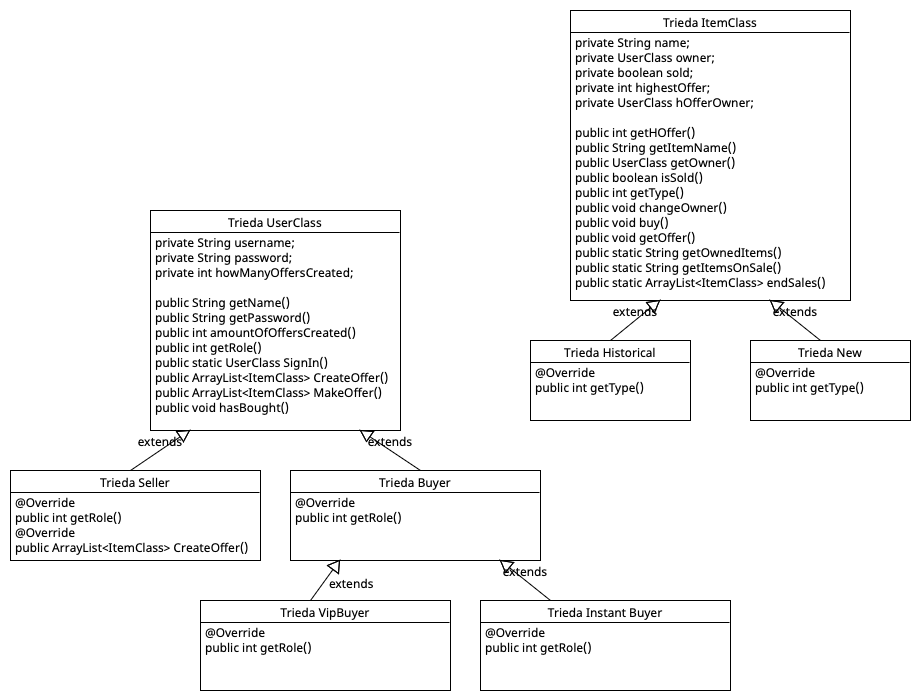 Trieda ItemClass
private String name;
private UserClass owner;
private boolean sold;
private int highestOffer;
private UserClass hOfferOwner;
public int getHOffer()
public String getItemName()
public UserClass getOwner()
public boolean isSold()
public int getType()
public void changeOwner()
public void buy()
public void getOffer()
public static String getOwnedItems()
public static String getItemsOnSale()
public static ArrayList<ItemClass> endSales()
Trieda UserClass
private String username;
private String password;
private int howManyOffersCreated;
public String getName()
public String getPassword()
public int amountOfOffersCreated()
public int getRole()
public static UserClass SignIn()
public ArrayList<ItemClass> CreateOffer()
public ArrayList<ItemClass> MakeOffer()
public void hasBought()
extends
extends
Trieda Historical
@Override
public int getType()
Trieda New
@Override
public int getType()
extends
extends
Trieda Seller
@Override
public int getRole()
@Override
public ArrayList<ItemClass> CreateOffer()
Trieda Buyer
@Override
public int getRole()
extends
extends
Trieda VipBuyer
@Override
public int getRole()
Trieda Instant Buyer
@Override
public int getRole()